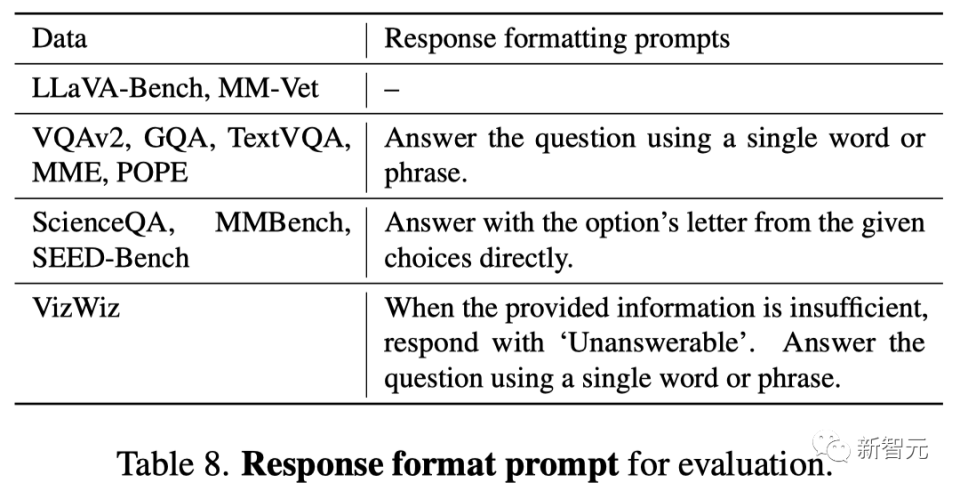 Data Response formatting prompts
LLaVA-Bench, MM-Vet –
VQAv2, GQA, TextVQA, Answer the question using a single word or
MME, POPE phrase.
ScienceQA, MMBench, Answer with the option’s letter from the given
SEED-Bench choices directly.
VizWiz When the provided information is insufficient,
respond with ‘Unanswerable’. Answer the
question using a single word or phrase.
Table 8. Response format prompt for evaluation.
新智元